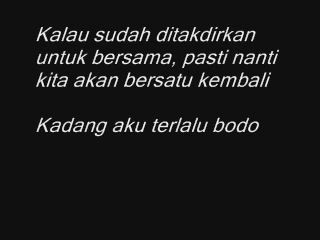 Kalau sudah ditakdirkan
untuk bersama, pasti nanti
kita akan bersatu kembali
Kadang aku terlalu bodo